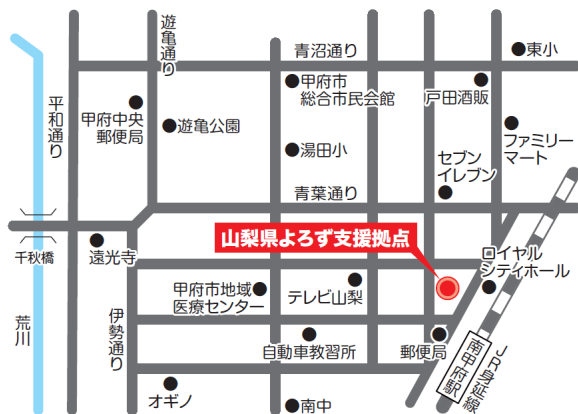 遊亀通り
青沼通り
東小
平和通り
甲府中央
郵便局
遊亀公園
甲府市
総合市民会館
戸田酒販
湯田小
セブン
イレブン
ファミリー
マート
青葉通り
千秋橋
遠光寺
山梨県よろず支援拠点
ロイヤル
シティホール
荒川
伊勢通り
甲府市地域
医療センター
テレビ山梨
自動車教習所
郵便局
南甲府駅
JR身延線
オギノ
南中